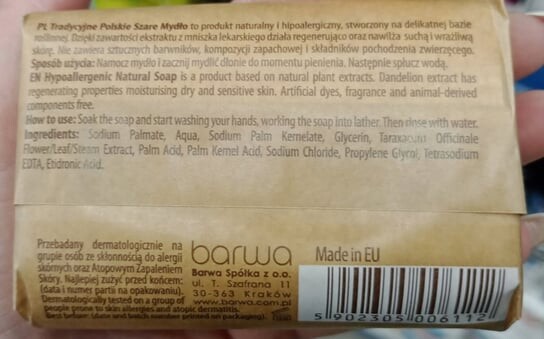 PL Tradycyjne Polskie Szare Mydło to produkt naturalny i hipoalergiczny, stworzony na delikatnej bazie
roślinnej. Dzięki zawartości ekstraktu z mniszka lekarskiego działa regenerująco oraz nawilża suchą i wrażliwą
skórę. Nie zawiera sztucznych barwników, kompozycji zapachowej i składników pochodzenia zwierzęcego.
Sposób użycia: Namocz mydło i zacznij mydlić dłonie do momentu pienienia. Następnie spłucz wodą.
EN Hypoallergenic Natural Soap is a product based on natural plant extracts. Dandelion extract has
regenerating properties moisturising dry and sensitive skin. Artificial dyes, fragrance and animal-derived
components free.
How to use: Soak the soap and start washing your hands, working the soap into lather. Then rinse with water.
Ingredients: Sodium Palmate, Aqua, Sodium Palm Kernelate, Glycerin, Taraxacum Officinale
Flower/Leaf/Steam Extract, Palm Acid, Palm Kernel Acid, Sodium Chloride, Propylene Glycol, Tetrasodium
EDTA, Etidronic Acid.
Przebadany dermatologicznie na
grupie osób ze skłonnością do alergii
skórnych oraz Atopowym Zapaleniem
Skóry. Najlepiej zużyć przed końcem:
(data i numer partii na opakowaniu).
Dermatologically tested on a group of
people prone to skin allergies and atopic dermatitis.
Best before: (date and batch number printed on packaging).
barwa
Barwa Spółka z o.o.
ul. T. Szafrana 11
30-363 Kraków
www.barwa.com.pl
Made in EU
5 902305 006112